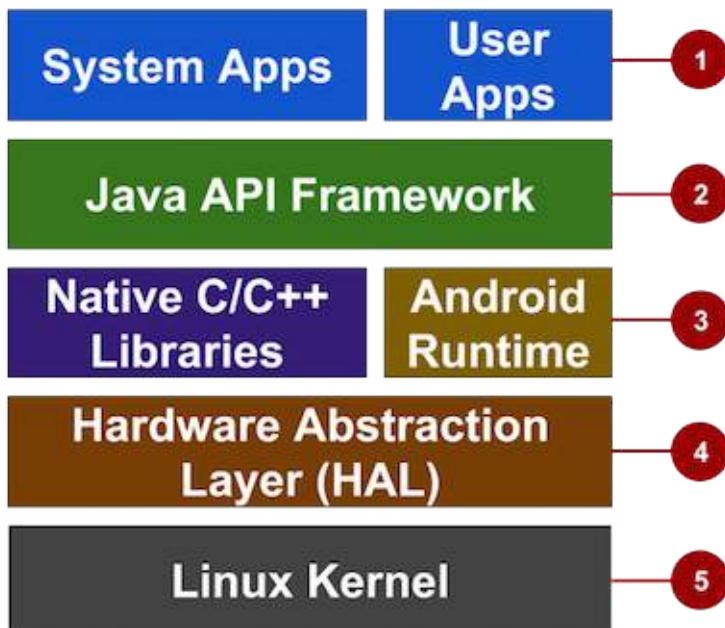 System Apps
User
Apps
1
Java API Framework
2
Native C/C++
Libraries
Android
Runtime
3
Hardware Abstraction
Layer (HAL)
4
Linux Kernel
5